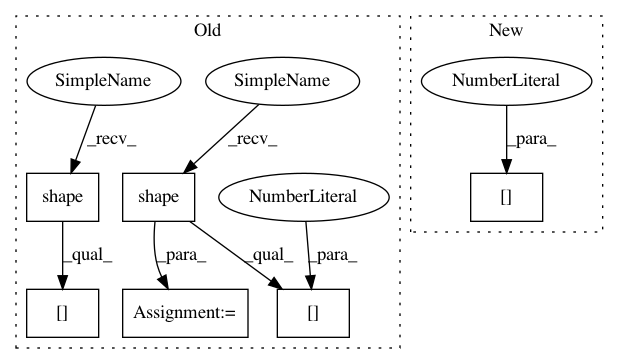 Old
New
SimpleName
SimpleName
NumberLiteral
_recv_
_recv_
_para_
shape
shape
NumberLiteral
[]
_qual_
_para_
_qual_
_para_
[]
Assignment:=
[]